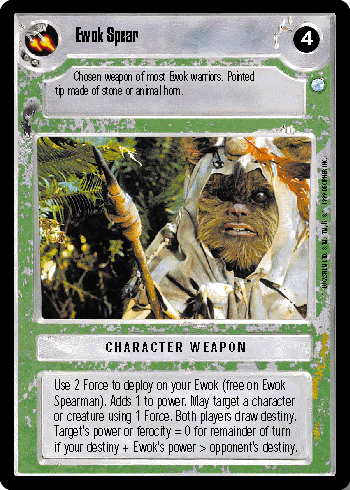 Ewok Spear
4
Chosen weapon of most Ewok warriors. Pointed
tip made of stone or animal horn.
CHARACTER WEAPON
Use 2 Force to deploy on your Ewok (free on Ewok
Spearman). Adds 1 to power. May target a character
or creature using 1 Force. Both players draw destiny.
Target's power or ferocity = 0 for remainder of turn
if your destiny + Ewok's power > opponent's destiny.